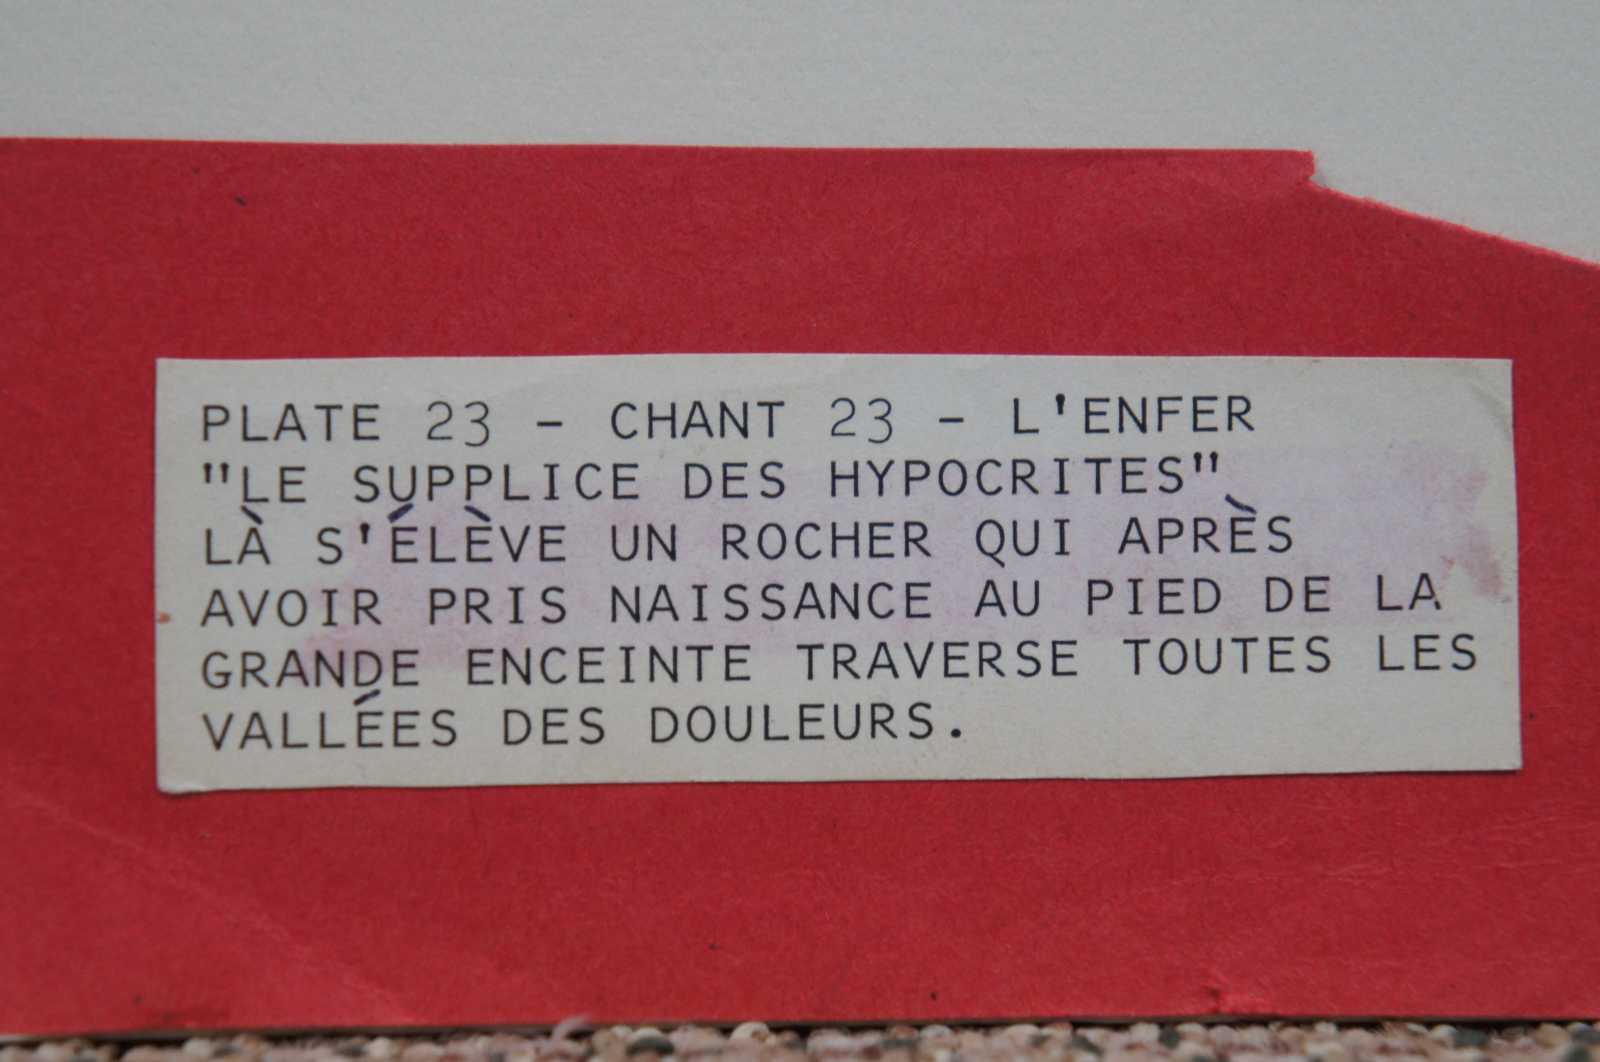 PLATE 23 - CHANT 23 - L'ENFER
"LE SUPPLICE DES HYPOCRITES"
LÀ S'ÉLÈVE UN ROCHER QUI APRÈS
AVOIR PRIS NAISSANCE AU PIED DE LA
GRANDE ENCEINTE TRAVERSE TOUTES LES
VALLÉES DES DOULEURS.